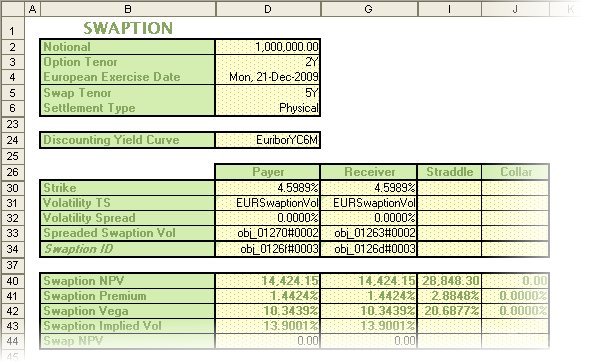 A B D G I J K
1 SWAPTION
2 Notional 1,000,000.00
3 Option Tenor 2Y
4 European Exercise Date Mon, 21-Dec-2009
5 Swap Tenor 5Y
6 Settlement Type Physical
23
24 Discounting Yield Curve EuriborYC6M
25
26 Payer Receiver Straddle Collar
30 Strike 4.5989% 4.5989%
31 Volatility TS EURSwaptionVol EURSwaptionVol
32 Volatility Spread 0.0000% 0.0000%
33 Spreaded Swaption Vol obj_01270#0002 obj_01263#0002
34 Swaption ID obj_0126f#0003 obj_0126d#0003
37
40 Swaption NPV 14,424.15 14,424.15 28,848.30 0.00
41 Swaption Premium 1.4424% 1.4424% 2.8848% 0.0000%
42 Swaption Vega 10.3439% 10.3439% 20.6877% 0.0000%
43 Swaption Implied Vol 13.9001% 13.9001%
44 Swap NPV 0.00 0.00